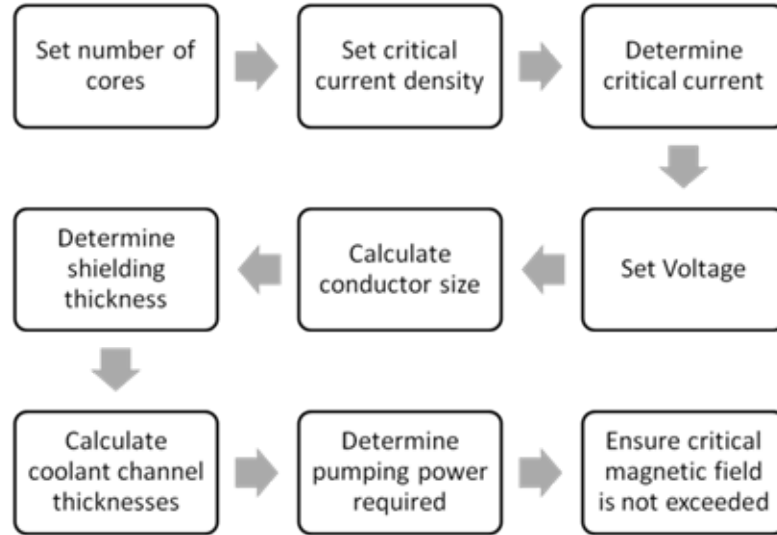 Set number of
cores
Set critical
current density
Determine
critical current
Set Voltage
Calculate
conductor size
Determine
shielding
thickness
Calculate
coolant channel
thicknesses
Determine
pumping power
required
Ensure critical
magnetic field
is not exceeded